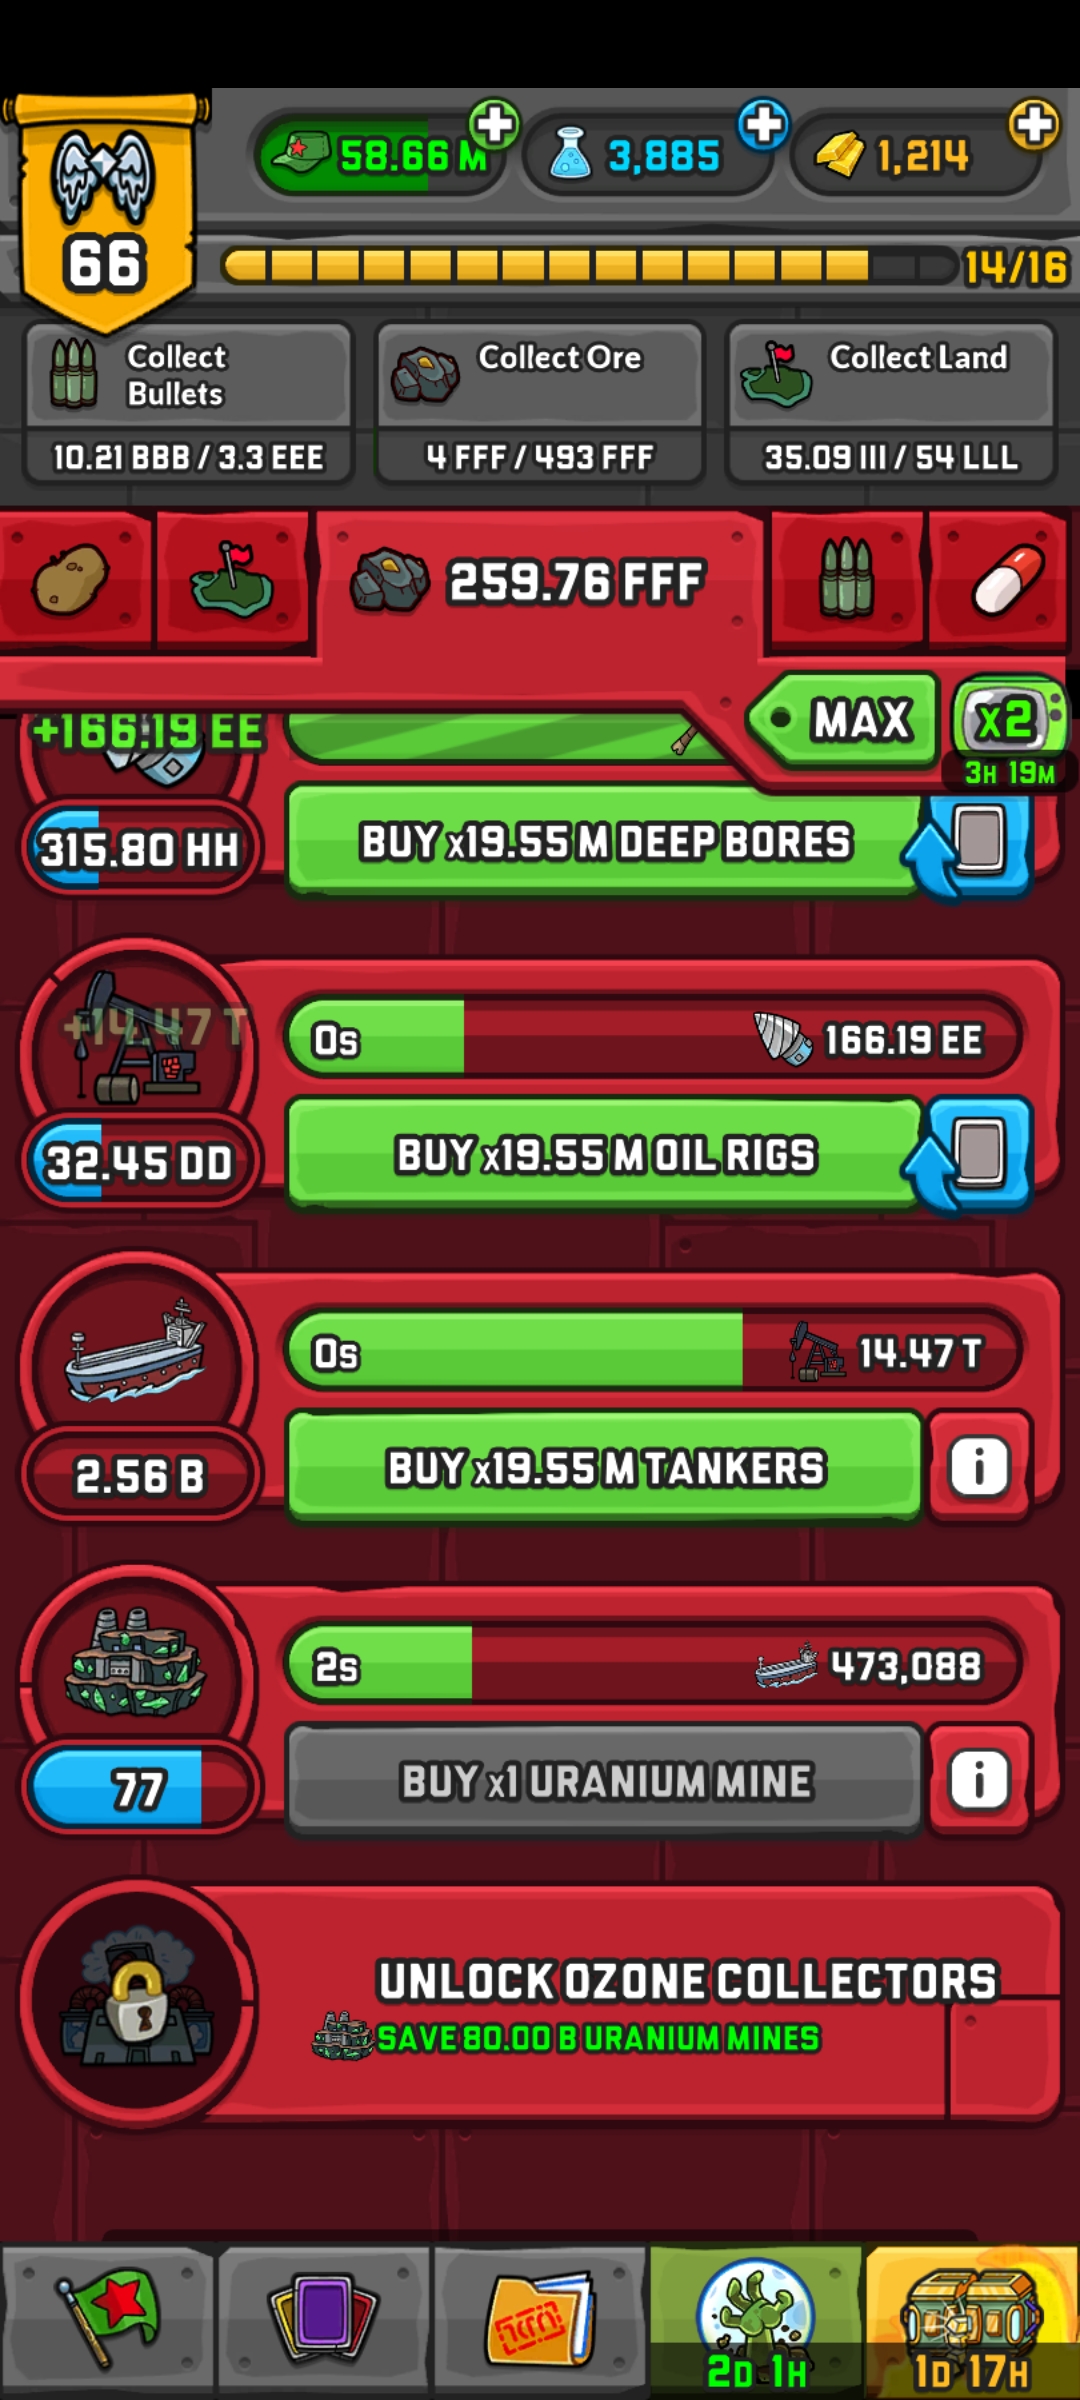 58.66 M
3,885
1,214
66
14/16
Collect
Bullets
10.21 BBB / 3.3 EEE
Collect Ore
4 FFF / 493 FFF
Collect Land
35.09 III / 54 LLL
259.76 FFF
MAX
x2
3H 19M
+166.19 EE
315.80 HH
BUY x19.55 M DEEP BORES
+14.47 T
0s
166.19 EE
32.45 DD
BUY x19.55 M OIL RIGS
0s
14.47 T
2.56 B
BUY x19.55 M TANKERS
i
2s
473,088
77
BUY x1 URANIUM MINE
i
UNLOCK OZONE COLLECTORS
SAVE 80.00 B URANIUM MINES
2D 1H
1D 17H